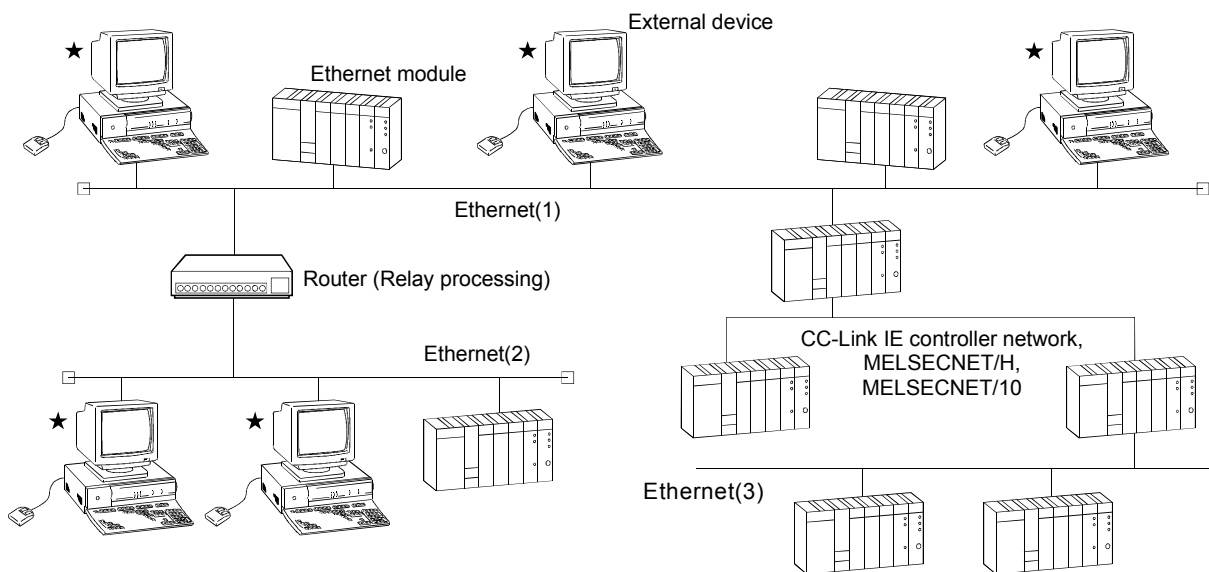 External device
Ethernet module
Ethernet(1)
Router (Relay processing)
CC-Link IE controller network,
MELSECNET/H,
MELSECNET/10
Ethernet(2)
Ethernet(3)